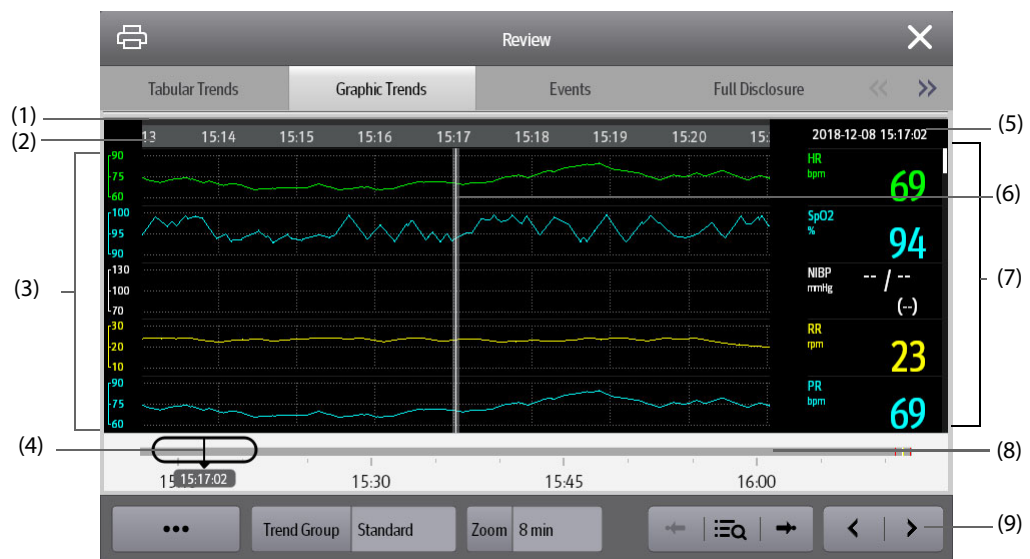 Review
Tabular Trends Graphic Trends Events Full Disclosure
(1)
(2) 13 15:14 15:15 15:16 15:17 15:18 15:19 15:20 15: 2018-12-08 15:17:02 (5)
90 HR
75 bpm 69
60
(6)
100 SpO2
95 % 94
90
130 NIBP -- / --
100 mmHg (--)
70
(3) (7)
30 RR
20 rpm 23
10
90 PR
75 bpm 69
60
(4) (8)
15:17:02 15:30 15:45 16:00
••• Trend Group Standard Zoom 8 min (9)